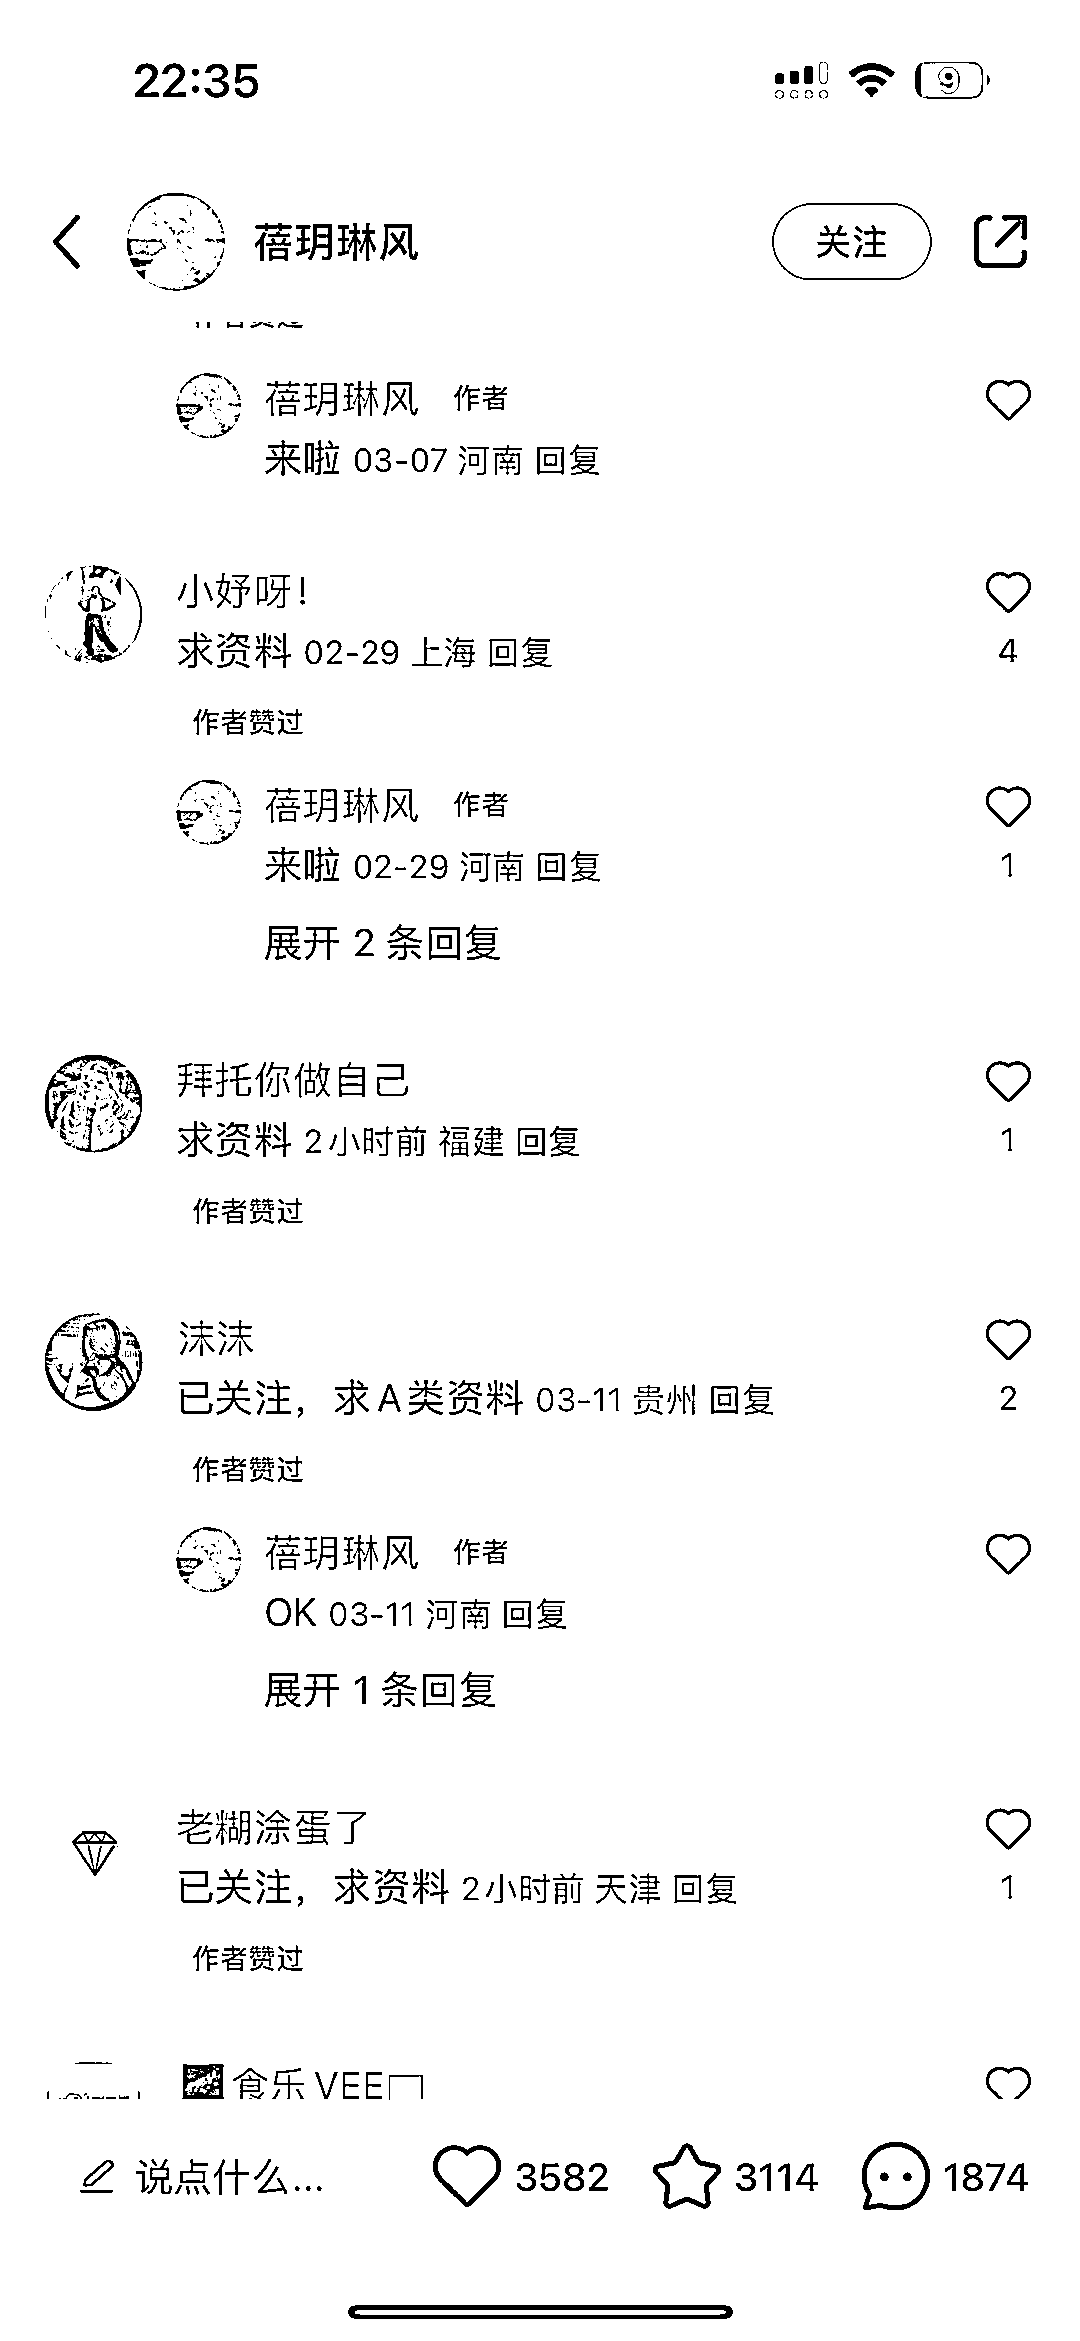 22:35
9
蓓玥琳风
关注
作者赞过
蓓玥琳风 作者
来啦 03-07 河南 回复
小妤呀!
求资料 02-29 上海 回复
4
作者赞过
蓓玥琳风 作者
来啦 02-29 河南 回复
1
展开 2 条回复
拜托你做自己
求资料 2小时前 福建 回复
1
作者赞过
沫沫
已关注，求A类资料 03-11 贵州 回复
2
作者赞过
蓓玥琳风 作者
OK 03-11 河南 回复
展开 1 条回复
老糊涂蛋了
已关注，求资料 2小时前 天津 回复
1
作者赞过
食乐 VEE
说点什么... 3582 3114 1874